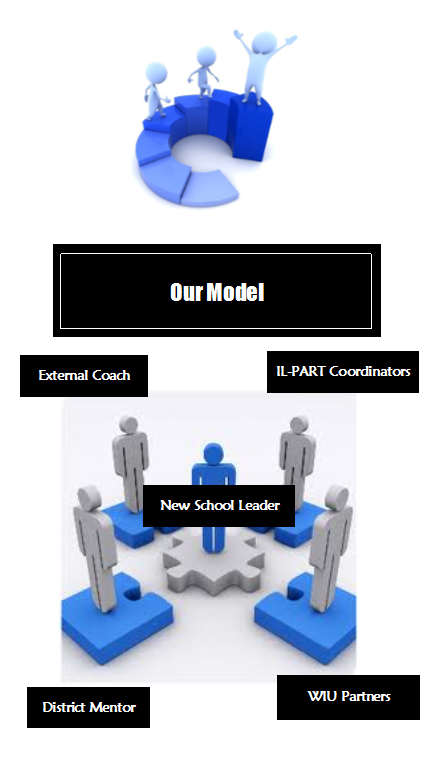 Our Model
External Coach
IL-PART Coordinators
New School Leader
District Mentor
WIU Partners